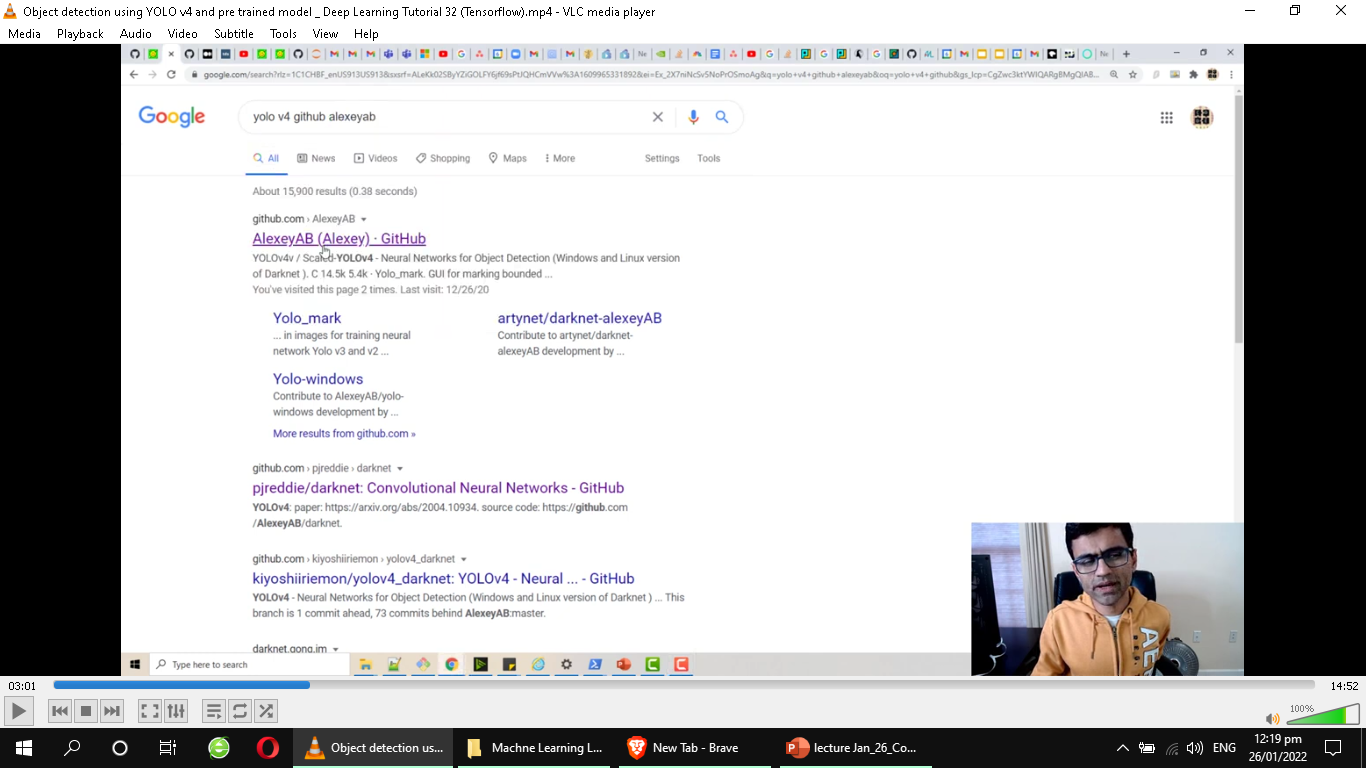 Object detection using YOLO v4 and pre trained model _ Deep Learning Tutorial 32 (Tensorflow).mp4 - VLC media player
Media Playback Audio Video Subtitle Tools View Help
Google
yolo v4 github alexeyab
All News Videos Shopping Maps More Settings Tools
About 15,900 results (0.38 seconds)
github.com › AlexeyAB
AlexeyAB (Alexey) · GitHub
YOLOv4v / Scaled-YOLOv4 - Neural Networks for Object Detection (Windows and Linux version
of Darknet ). C 14.5k 5.4k · Yolo_mark. GUI for marking bounded ...
You've visited this page 2 times. Last visit: 12/26/20
Yolo_mark
... in images for training neural
network Yolo v3 and v2 ...
artynet/darknet-alexeyAB
Contribute to artynet/darknet-
alexeyAB development by ...
Yolo-windows
Contribute to AlexeyAB/yolo-
windows development by ...
More results from github.com »
github.com › pjreddie › darknet
pjreddie/darknet: Convolutional Neural Networks - GitHub
YOLOv4: paper: https://arxiv.org/abs/2004.10934. source code: https://github.com
/AlexeyAB/darknet.
github.com › kiyoshiiriemon › yolov4_darknet
kiyoshiiriemon/yolov4_darknet: YOLOv4 - Neural ... - GitHub
YOLOv4 - Neural Networks for Object Detection (Windows and Linux version of Darknet ) ... This
branch is 1 commit ahead, 73 commits behind AlexeyAB:master.
darknet.gong.im
Type here to search
03:01
14:52
100%
Object detection us...
Machne Learning L...
New Tab - Brave
lecture Jan_26_Co...
ENG
12:19 pm
26/01/2022